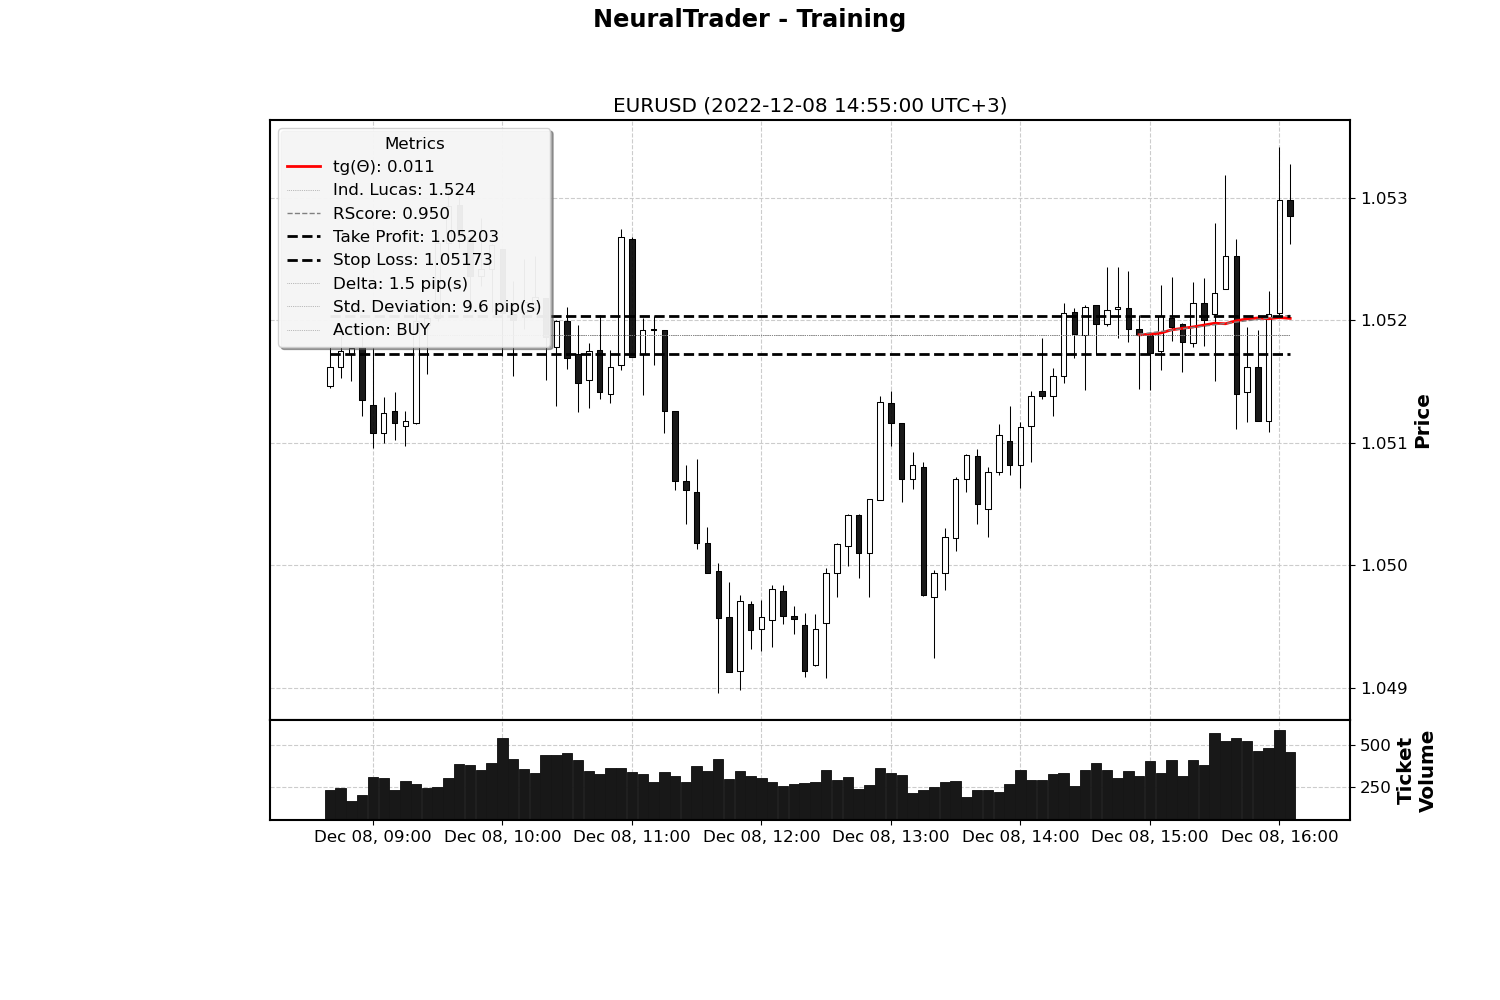 NeuralTrader - Training
EURUSD (2022-12-08 14:55:00 UTC+3)
Metrics
tg(Θ): 0.011
Ind. Lucas: 1.524
RScore: 0.950
Take Profit: 1.05203
Stop Loss: 1.05173
Delta: 1.5 pip(s)
Std. Deviation: 9.6 pip(s)
Action: BUY
1.053
1.052
1.051
1.050
1.049
Price
500
250
Ticket
Volume
Dec 08, 09:00
Dec 08, 10:00
Dec 08, 11:00
Dec 08, 12:00
Dec 08, 13:00
Dec 08, 14:00
Dec 08, 15:00
Dec 08, 16:00